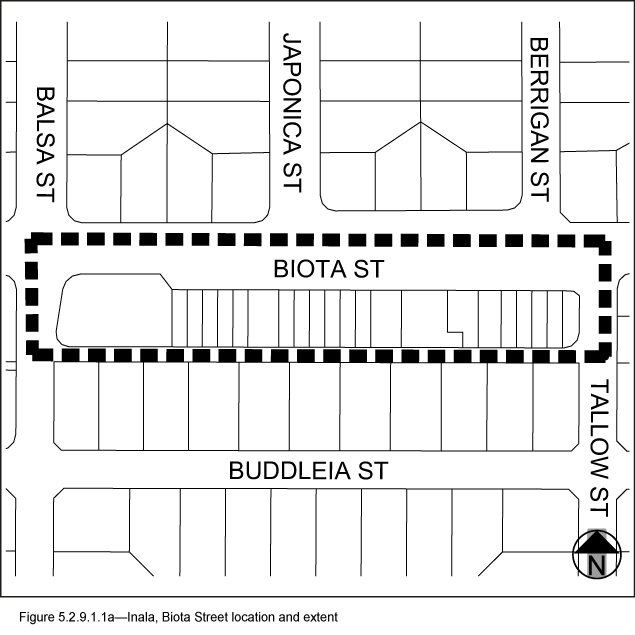 JAPONICA ST
BERRIGAN ST
BALSA ST
BIOTA ST
TALLOW ST
BUDDLEIA ST
N
Figure 5.2.9.1.1a—Inala, Biota Street location and extent